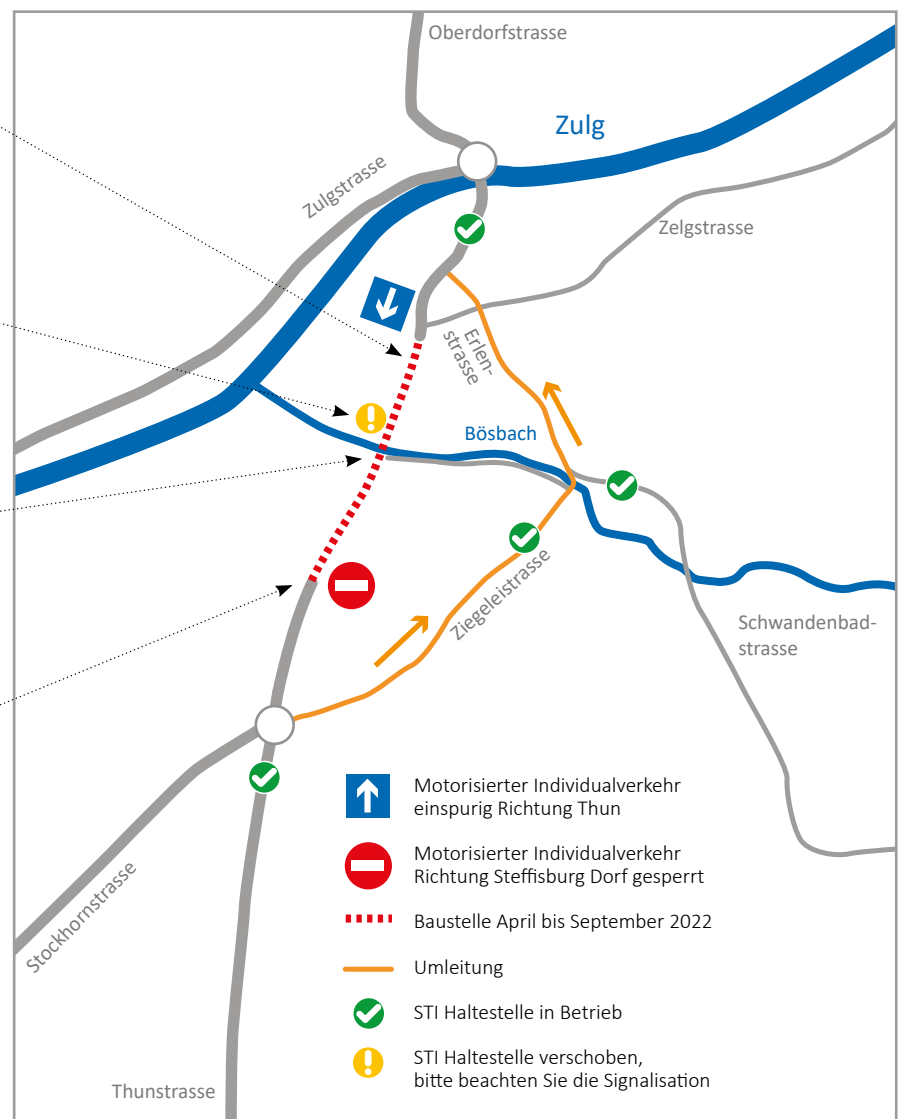 Oberdorfstrasse
Zulg
Zulgstrasse
Zelgstrasse
Erlen-
strasse
Bösbach
Ziegeleistrasse
Schwandenbad-
strasse
Stockhornstrasse
Thunstrasse
Motorisierter Individualverkehr
einspurig Richtung Thun
Motorisierter Individualverkehr
Richtung Steffisburg Dorf gesperrt
Baustelle April bis September 2022
Umleitung
STI Haltestelle in Betrieb
STI Haltestelle verschoben,
bitte beachten Sie die Signalisation